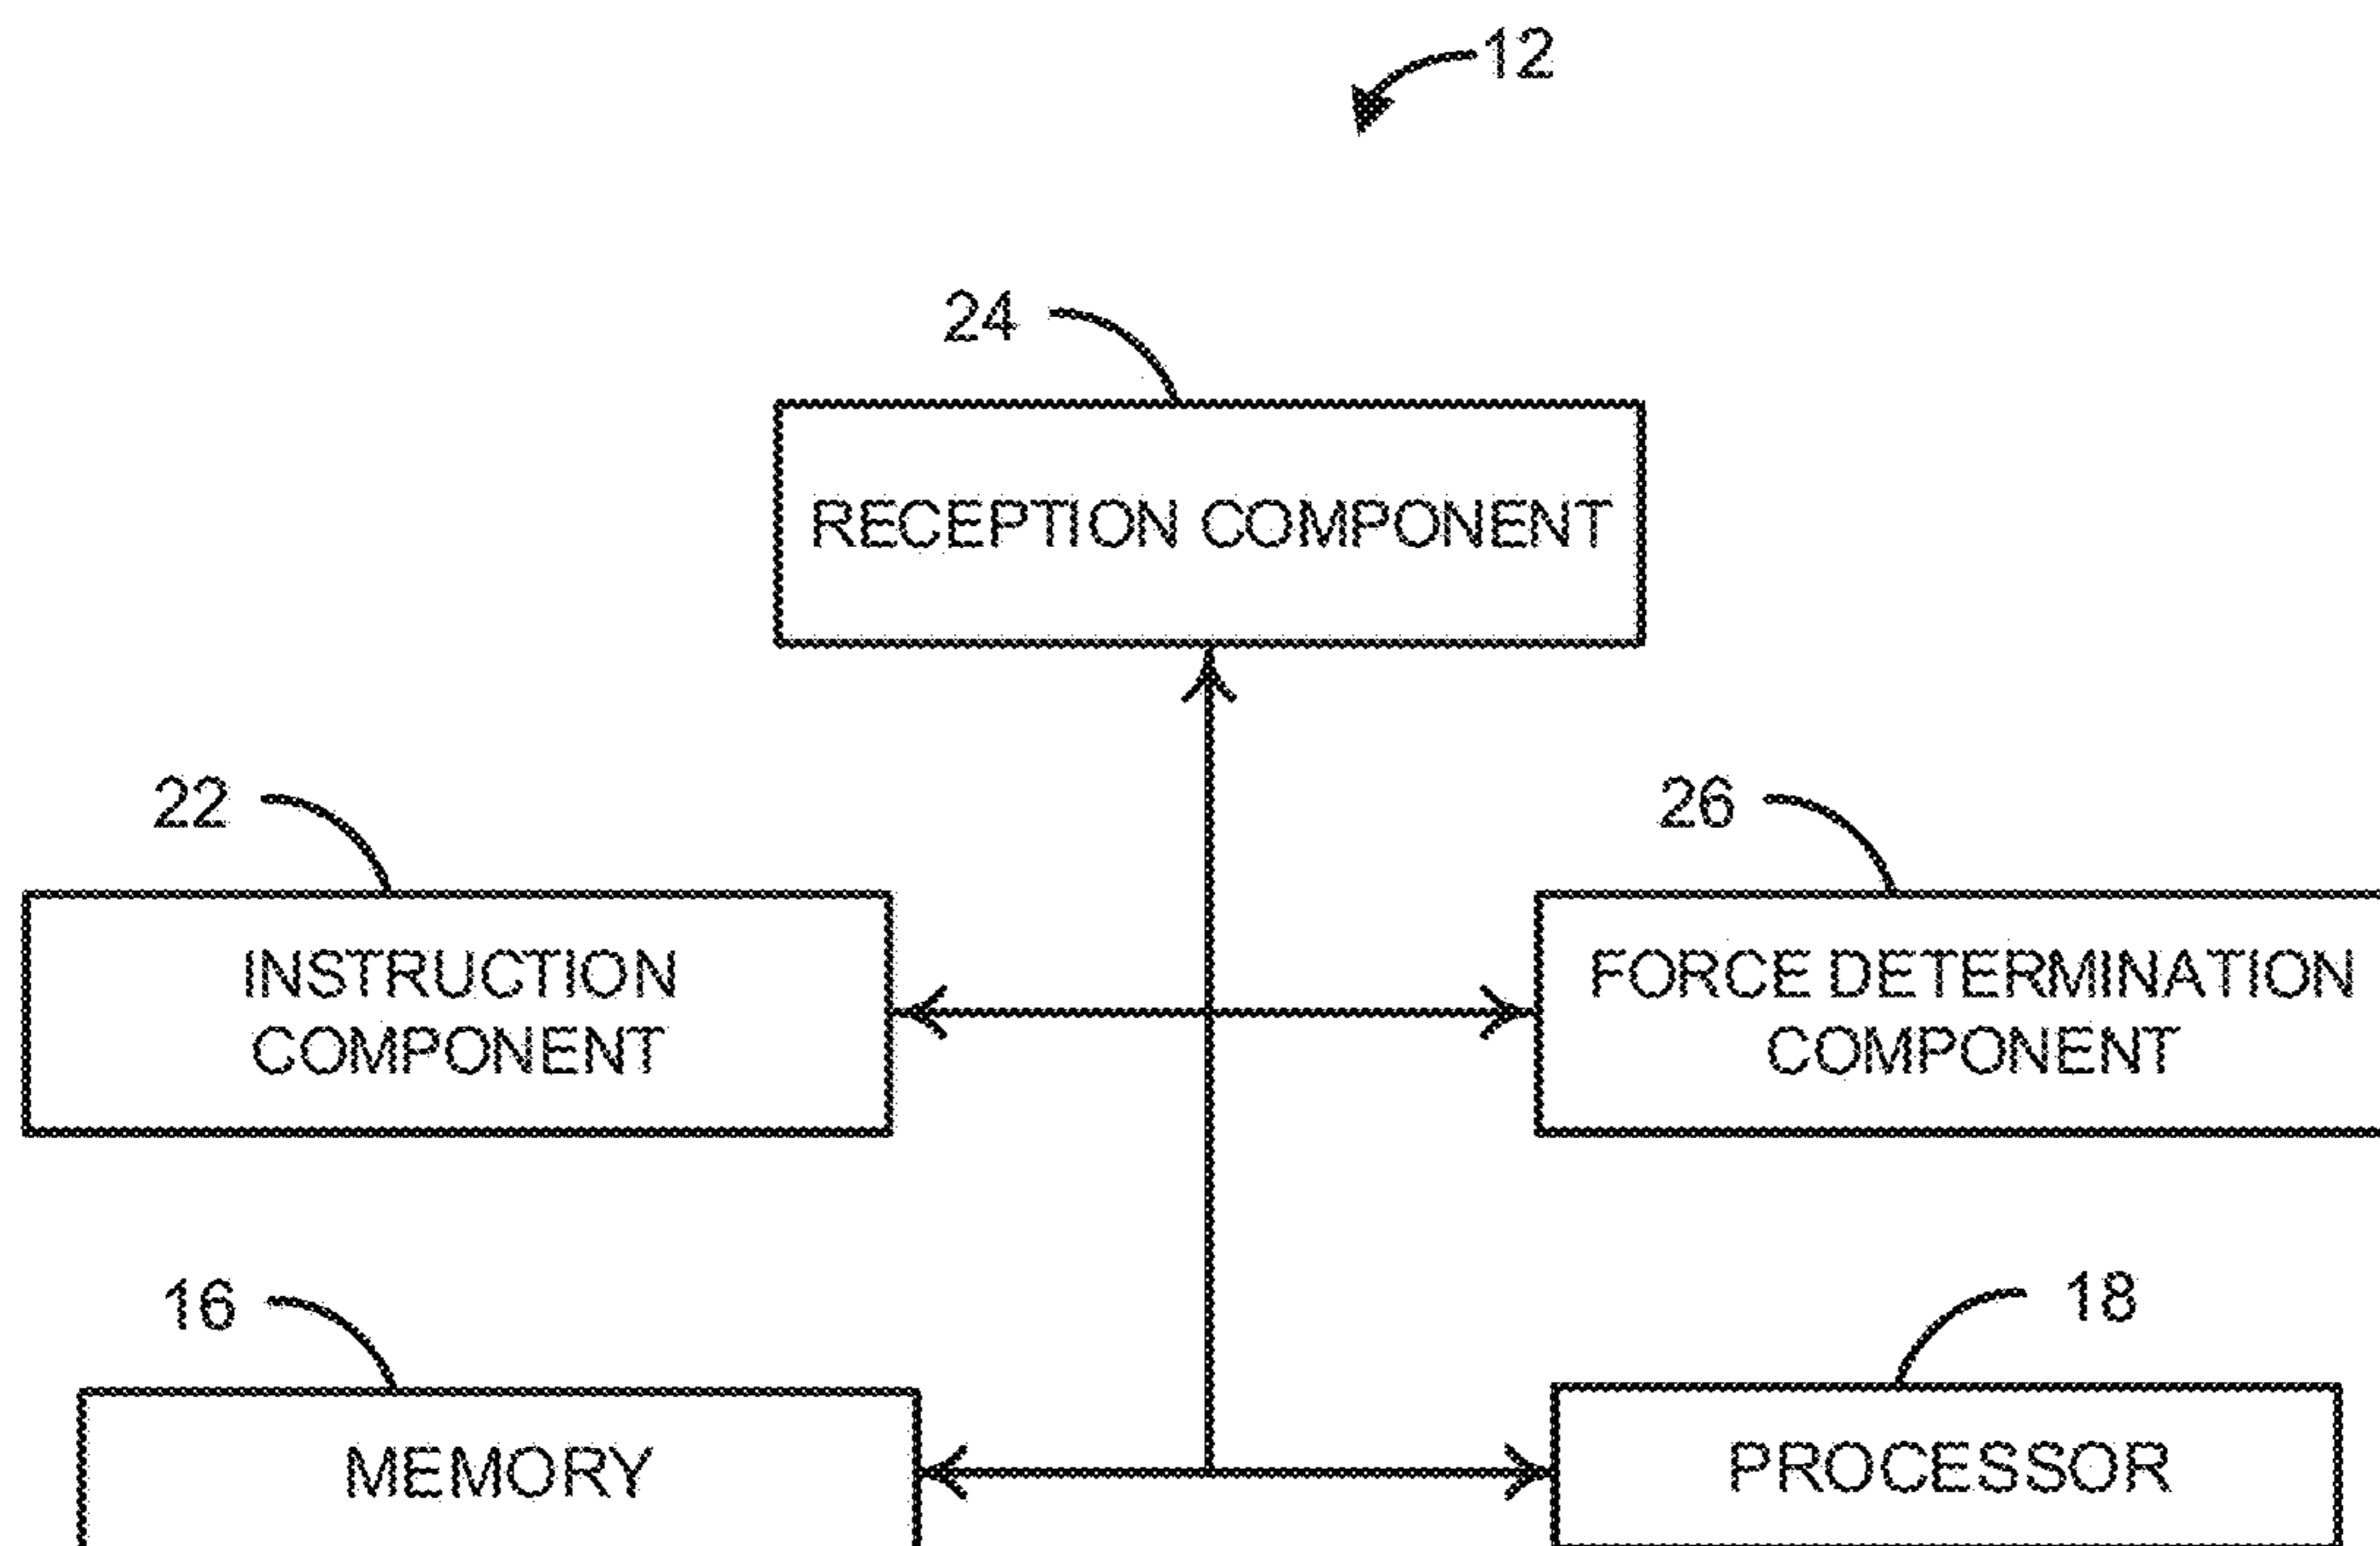 12
24
RECEPTION COMPONENT
22
26
INSTRUCTION
COMPONENT
FORCE DETERMINATION
COMPONENT
16
18
MEMORY
PROCESSOR